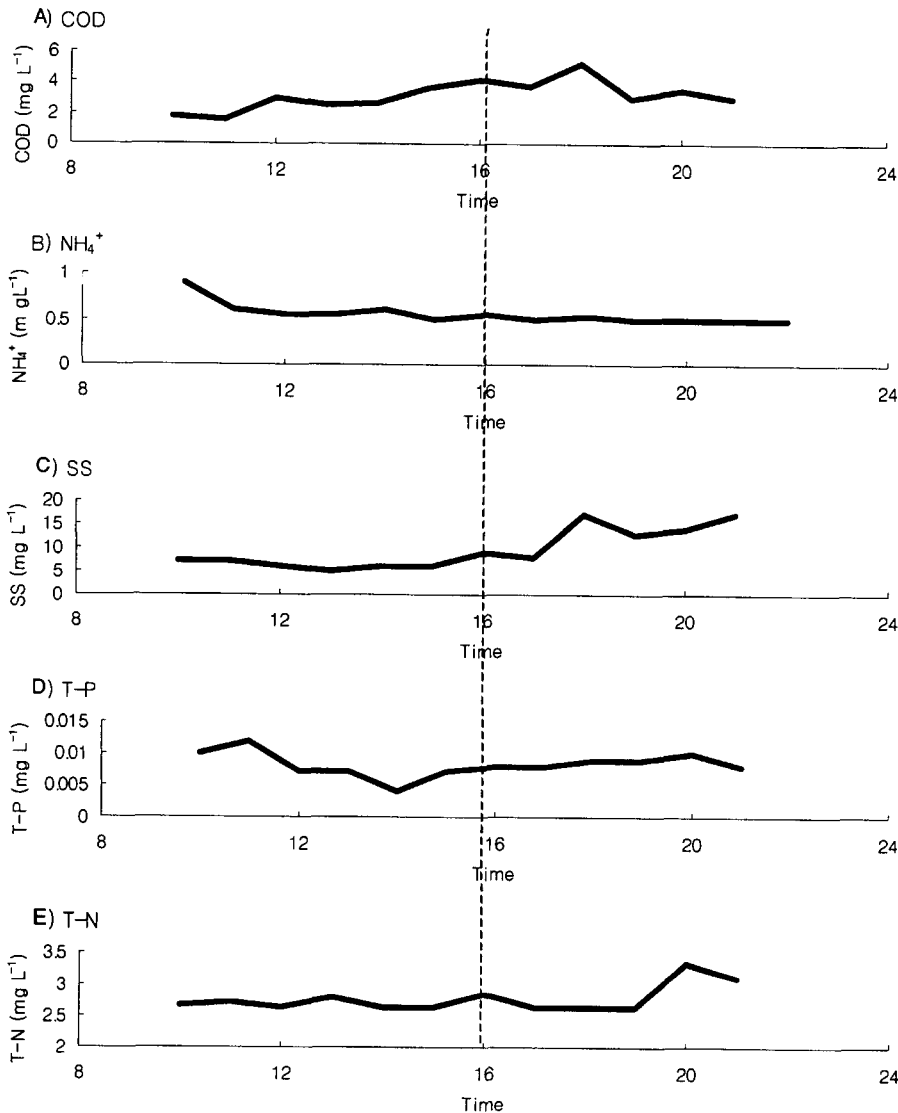 A) COD
6
4
2
0
COD (mg L⁻¹)
8 12 16 20 24
Time
B) NH₄⁺
1
0.5
0
NH₄⁺ (m gL⁻¹)
8 12 16 20 24
Time
C) SS
20
15
10
5
0
SS (mg L⁻¹)
8 12 16 20 24
Time
D) T-P
0.015
0.01
0.005
0
T-P (mg L⁻¹)
8 12 16 20 24
Time
E) T-N
3.5
3
2.5
2
T-N (mg L⁻¹)
8 12 16 20 24
Time